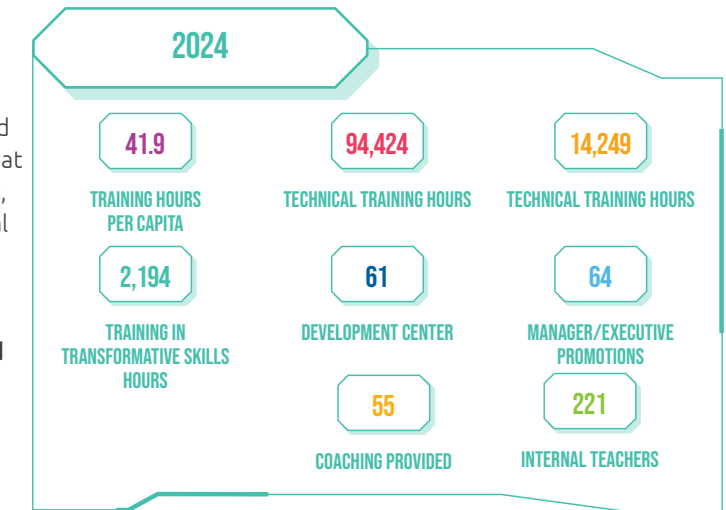 2024
d
at
,
l
l
41.9
TRAINING HOURS
PER CAPITA
94,424
TECHNICAL TRAINING HOURS
14,249
TECHNICAL TRAINING HOURS
2,194
TRAINING IN
TRANSFORMATIVE SKILLS
HOURS
61
DEVELOPMENT CENTER
64
MANAGER/EXECUTIVE
PROMOTIONS
55
COACHING PROVIDED
221
INTERNAL TEACHERS